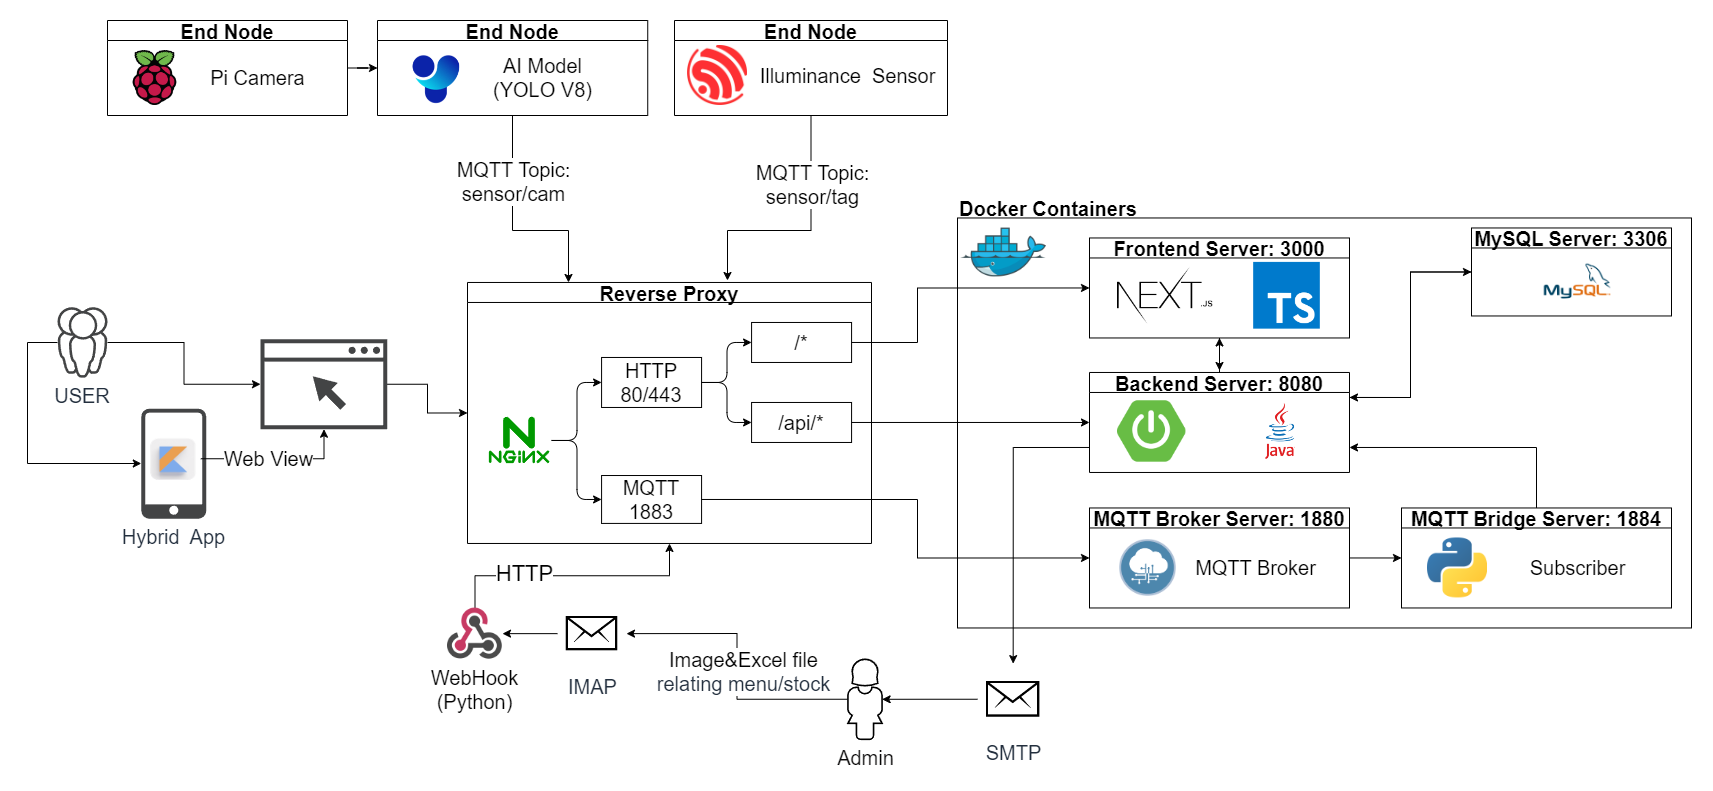 End Node
Pi Camera
End Node
AI Model
(YOLO V8)
End Node
Illuminance Sensor
MQTT Topic:
sensor/cam
MQTT Topic:
sensor/tag
Docker Containers
Frontend Server: 3000
NEXT.JS
TS
MySQL Server: 3306
MySQL
Reverse Proxy
/*
HTTP
80/443
/api/*
NGiNX
MQTT
1883
USER
Web View
Hybrid App
Backend Server: 8080
Java
MQTT Broker Server: 1880
MQTT Broker
MQTT Bridge Server: 1884
Subscriber
HTTP
WebHook
(Python)
IMAP
Image&Excel file
relating menu/stock
Admin
SMTP